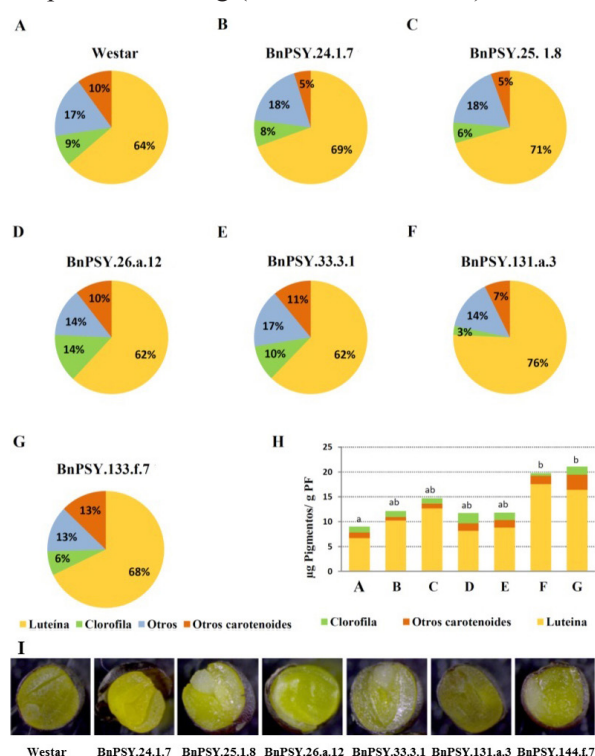 A
B
C
Westar
BnPSY.24.1.7
BnPSY.25. 1.8
10%
17%
9%
64%
5%
18%
8%
69%
5%
18%
6%
71%
D
E
F
BnPSY.26.a.12
BnPSY.33.3.1
BnPSY.131.a.3
10%
14%
14%
62%
11%
17%
10%
62%
7%
14%
3%
76%
G
H
BnPSY.133.f.7
13%
13%
6%
68%
µg Pigmentos/ g PF
25
20
15
10
5
0
a
ab
ab
ab
ab
b
b
A B C D E F G
Luteína Clorofila Otros Otros carotenoides
Clorofila Otros carotenoides Luteina
I
Westar BnPSY.24.1.7 BnPSY.25.1.8 BnPSY.26.a.12 BnPSY.33.3.1 BnPSY.131.a.3 BnPSY.144.f.7